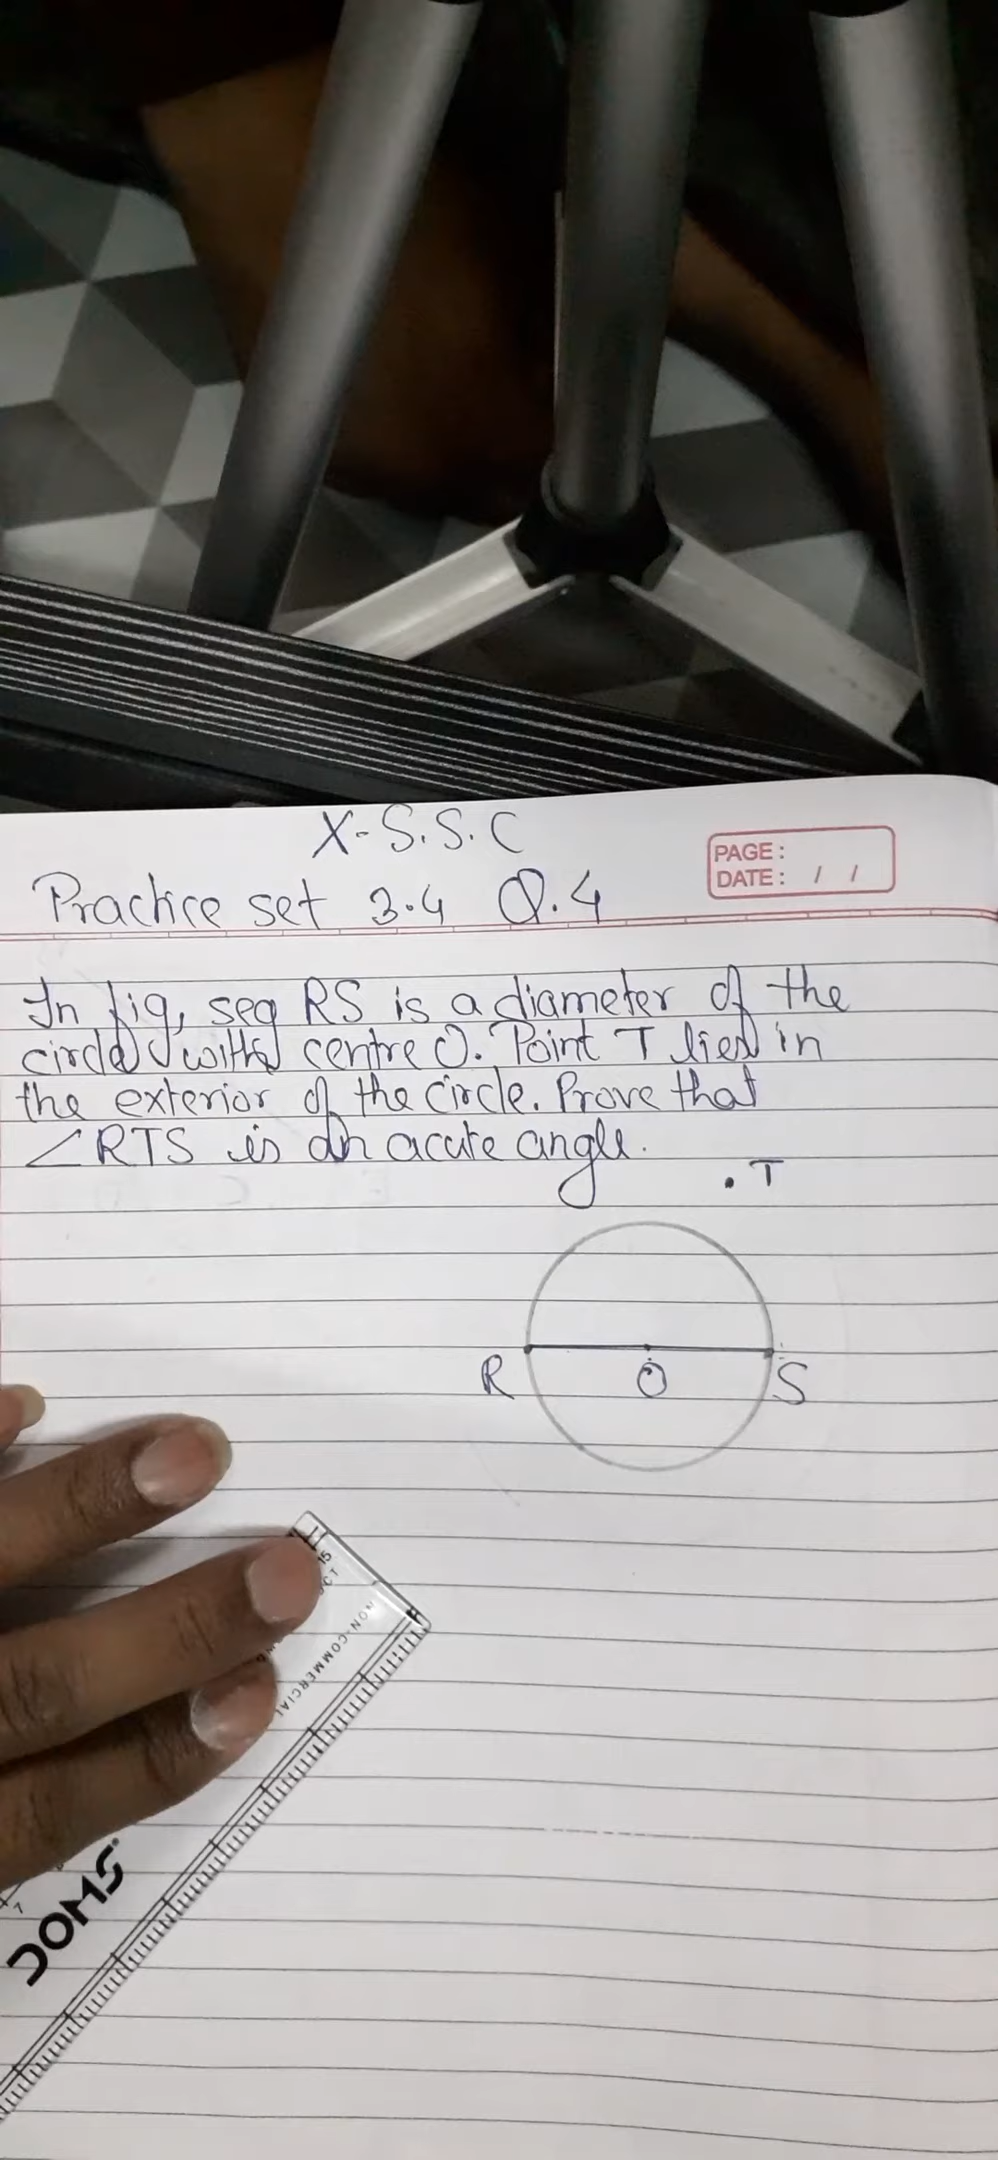 X-S.S.C
PAGE:
DATE: / /
Practice set 3.4 Q.4
In fig, seg RS is a diameter of the
circle with centre O. Point T lies in
the exterior of the circle. Prove that
∠RTS is an acute angle.
. T
R O S
15
NON-COMMERCIAL
DOMS